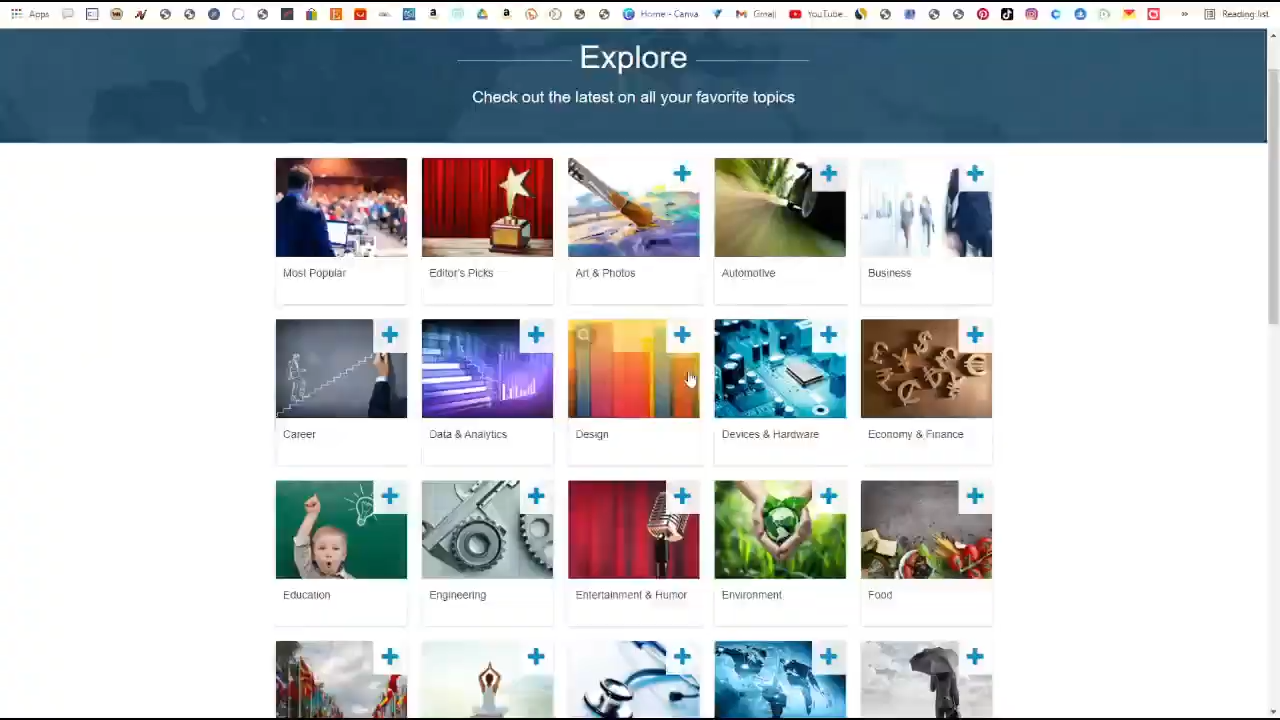 Apps
Home - Canva
Gmail
YouTube
Reading list
Explore
Check out the latest on all your favorite topics
Most Popular
Editor's Picks
Art & Photos
Automotive
Business
Career
Data & Analytics
Design
Devices & Hardware
Economy & Finance
Education
Engineering
Entertainment & Humor
Environment
Food